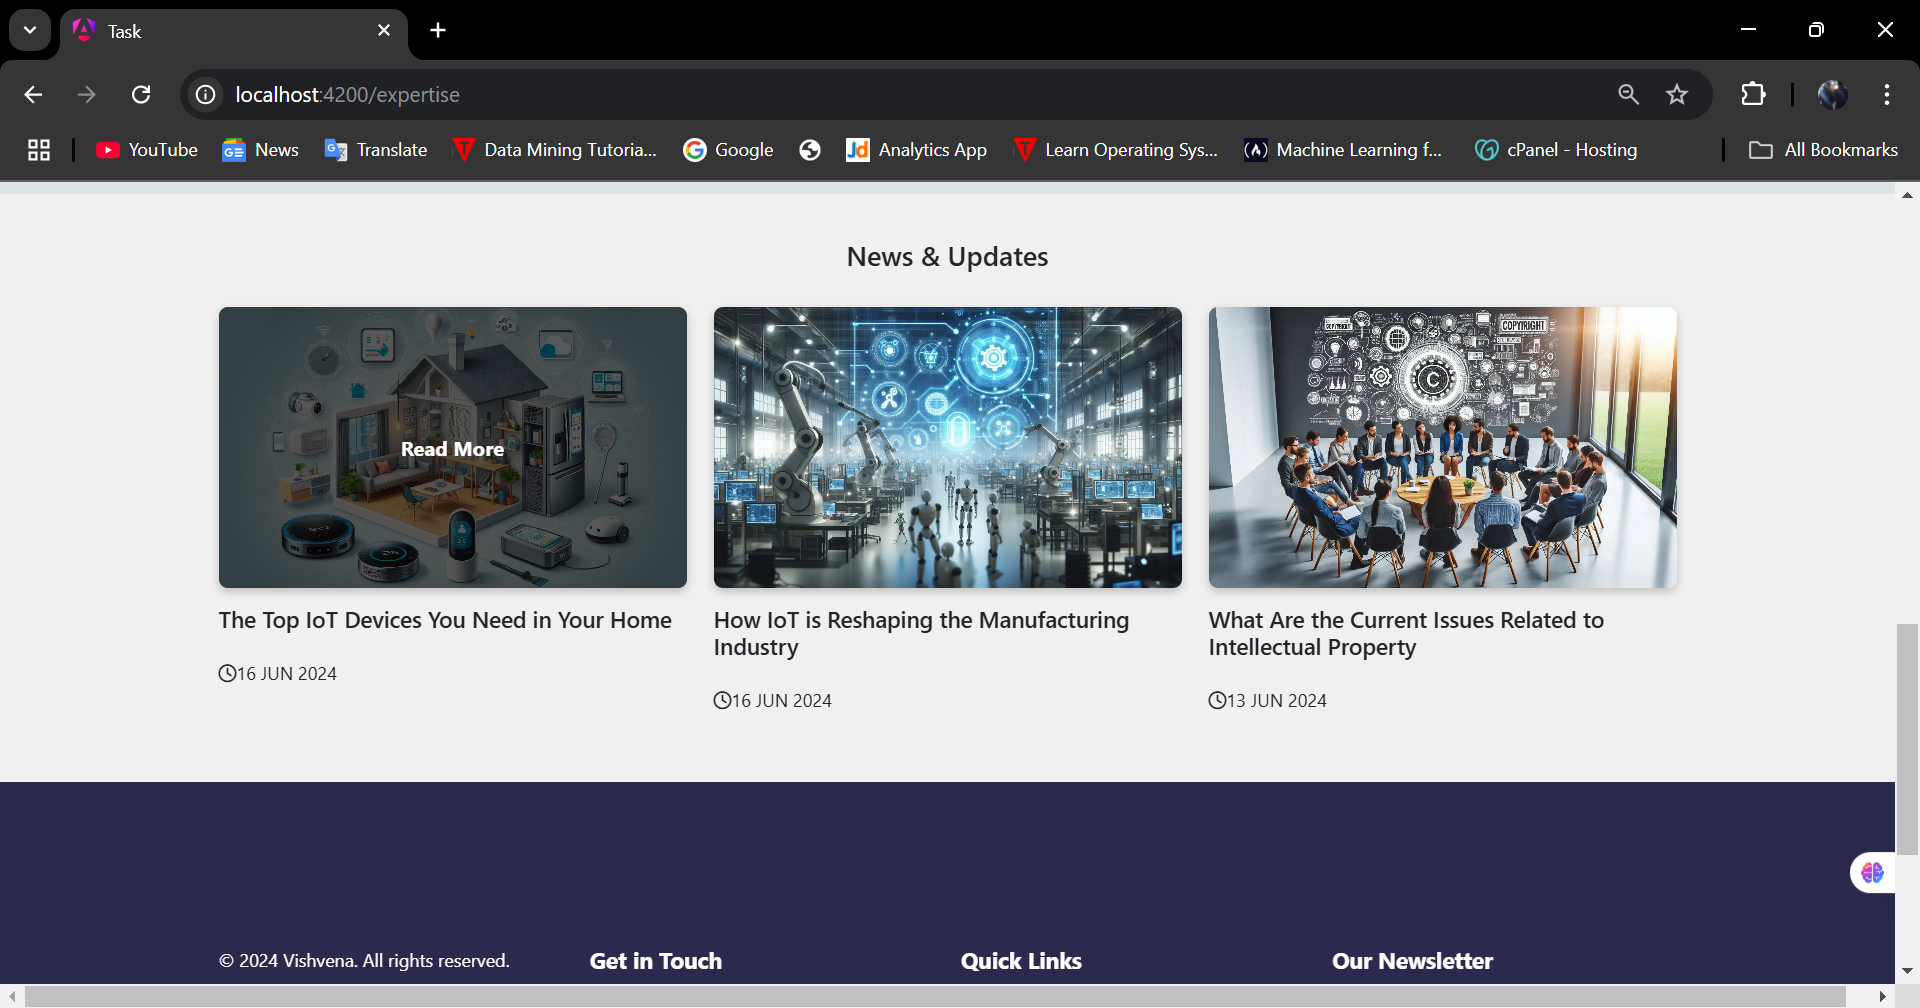 Task
localhost:4200/expertise
YouTube
News
Translate
Data Mining Tutoria...
Google
Analytics App
Learn Operating Sys...
Machine Learning f...
cPanel - Hosting
All Bookmarks
News & Updates
Read More
COPYRIGHT
The Top IoT Devices You Need in Your Home
16 JUN 2024
How IoT is Reshaping the Manufacturing
Industry
16 JUN 2024
What Are the Current Issues Related to
Intellectual Property
13 JUN 2024
© 2024 Vishvena. All rights reserved.
Get in Touch
Quick Links
Our Newsletter